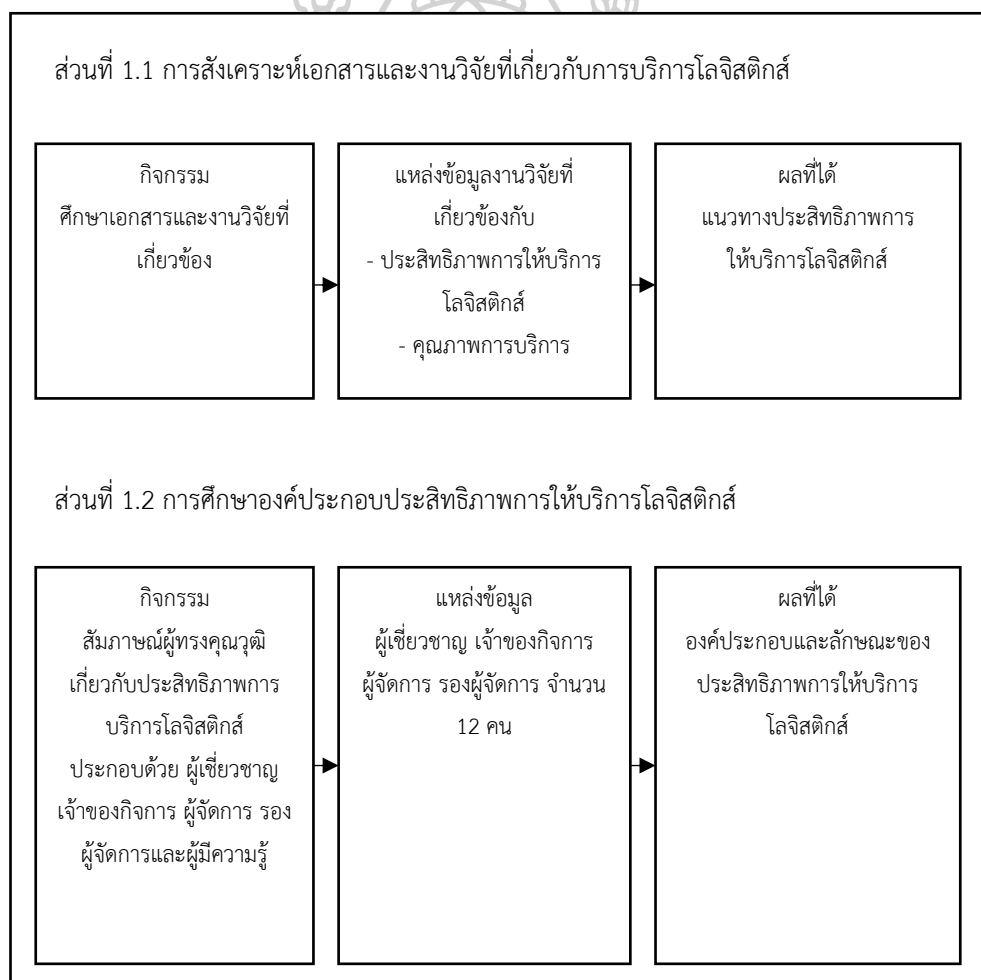 ส่วนที่ 1.1 การสังเคราะห์เอกสารและงานวิจัยที่เกี่ยวกับการบริการโลจิสติกส์
กิจกรรม
ศึกษาเอกสารและงานวิจัยที่
เกี่ยวข้อง
แหล่งข้อมูลงานวิจัยที่
เกี่ยวข้องกับ
- ประสิทธิภาพการให้บริการ
โลจิสติกส์
- คุณภาพการบริการ
ผลที่ได้
แนวทางประสิทธิภาพการ
ให้บริการโลจิสติกส์
ส่วนที่ 1.2 การศึกษาองค์ประกอบประสิทธิภาพการให้บริการโลจิสติกส์
กิจกรรม
สัมภาษณ์ผู้ทรงคุณวุฒิ
เกี่ยวกับประสิทธิภาพการ
บริการโลจิสติกส์
ประกอบด้วย ผู้เชี่ยวชาญ
เจ้าของกิจการ ผู้จัดการ รอง
ผู้จัดการและผู้มีความรู้
แหล่งข้อมูล
ผู้เชี่ยวชาญ เจ้าของกิจการ
ผู้จัดการ รองผู้จัดการ จำนวน
12 คน
ผลที่ได้
องค์ประกอบและลักษณะของ
ประสิทธิภาพการให้บริการ
โลจิสติกส์